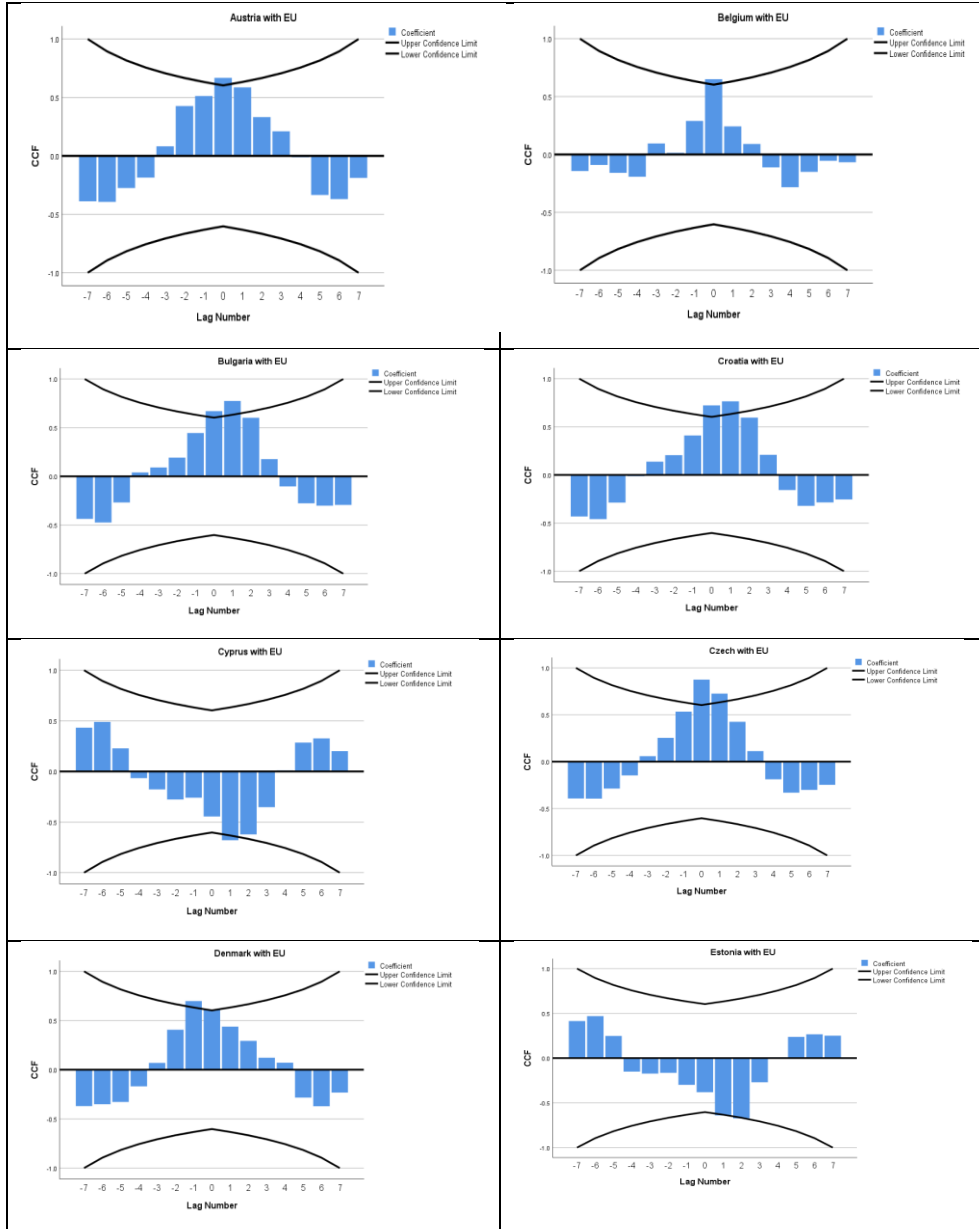 Austria with EU
Coefficient
Upper Confidence Limit
Lower Confidence Limit
1.0
0.5
0.0
-0.5
-1.0
CCF
-7 -6 -5 -4 -3 -2 -1 0 1 2 3 4 5 6 7
Lag Number
Belgium with EU
Coefficient
Upper Confidence Limit
Lower Confidence Limit
1.0
0.5
0.0
-0.5
-1.0
CCF
-7 -6 -5 -4 -3 -2 -1 0 1 2 3 4 5 6 7
Lag Number
Bulgaria with EU
Coefficient
Upper Confidence Limit
Lower Confidence Limit
1.0
0.5
0.0
-0.5
-1.0
CCF
-7 -6 -5 -4 -3 -2 -1 0 1 2 3 4 5 6 7
Lag Number
Croatia with EU
Coefficient
Upper Confidence Limit
Lower Confidence Limit
1.0
0.5
0.0
-0.5
-1.0
CCF
-7 -6 -5 -4 -3 -2 -1 0 1 2 3 4 5 6 7
Lag Number
Cyprus with EU
Coefficient
Upper Confidence Limit
Lower Confidence Limit
1.0
0.5
0.0
-0.5
-1.0
CCF
-7 -6 -5 -4 -3 -2 -1 0 1 2 3 4 5 6 7
Lag Number
Czech with EU
Coefficient
Upper Confidence Limit
Lower Confidence Limit
1.0
0.5
0.0
-0.5
-1.0
CCF
-7 -6 -5 -4 -3 -2 -1 0 1 2 3 4 5 6 7
Lag Number
Denmark with EU
Coefficient
Upper Confidence Limit
Lower Confidence Limit
1.0
0.5
0.0
-0.5
-1.0
CCF
-7 -6 -5 -4 -3 -2 -1 0 1 2 3 4 5 6 7
Lag Number
Estonia with EU
Coefficient
Upper Confidence Limit
Lower Confidence Limit
1.0
0.5
0.0
-0.5
-1.0
CCF
-7 -6 -5 -4 -3 -2 -1 0 1 2 3 4 5 6 7
Lag Number